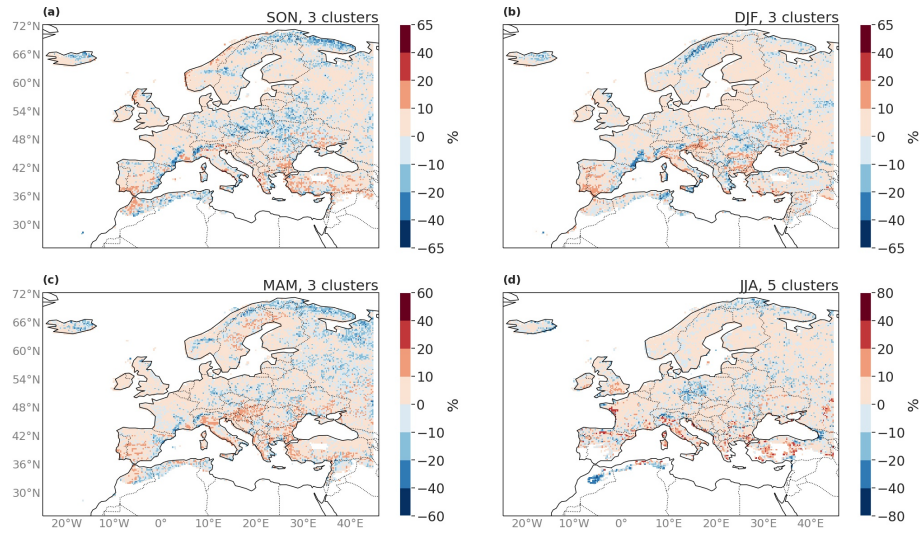 (a) SON, 3 clusters
72°N
66°N
60°N
54°N
48°N
42°N
36°N
30°N
65
40
20
10
0
−10
−20
−40
−65
%
(b) DJF, 3 clusters
65
40
20
10
0
−10
−20
−40
−65
%
(c) MAM, 3 clusters
72°N
66°N
60°N
54°N
48°N
42°N
36°N
30°N
20°W 10°W 0° 10°E 20°E 30°E 40°E
60
40
20
10
0
−10
−20
−40
−60
%
(d) JJA, 5 clusters
20°W 10°W 0° 10°E 20°E 30°E 40°E
80
40
20
10
0
−10
−20
−40
−80
%